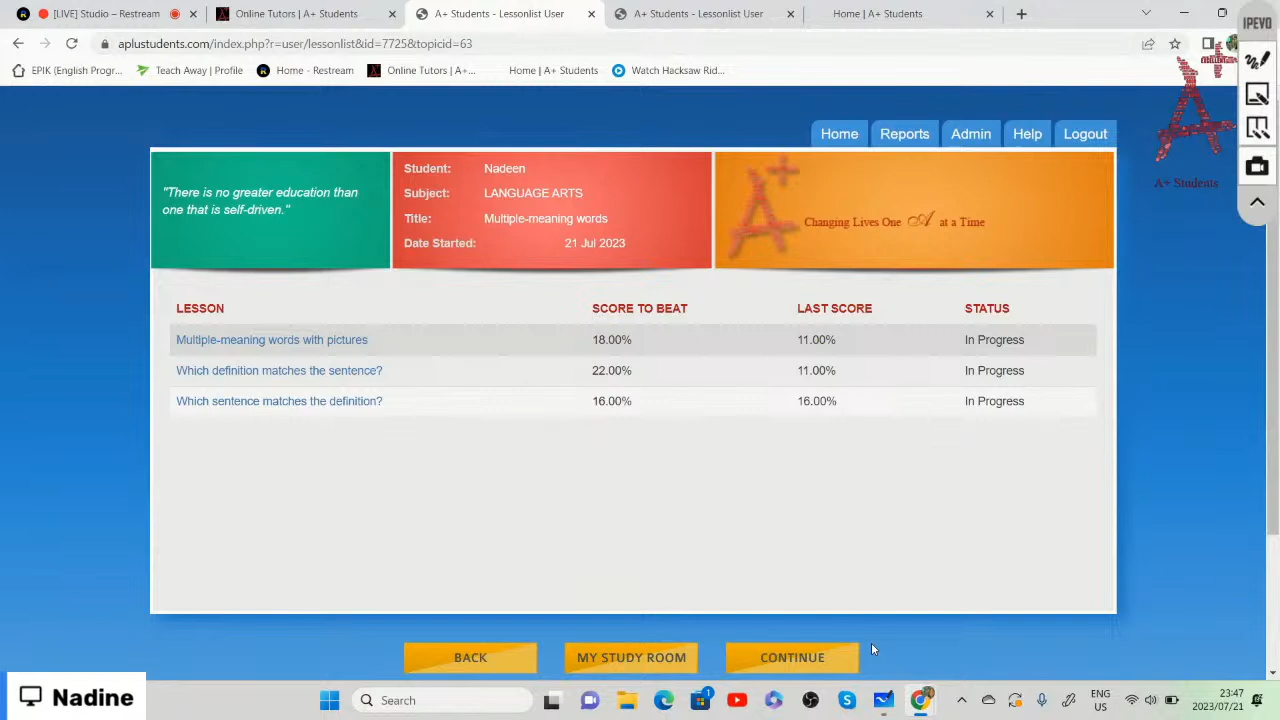 [LIVE] Studio - Restream
Online Tutors | A+ Students
A+ Students - Lessonlist User
A+ Students - Lessonlist User
Home | A+ Students
aplustudents.com/index.php?r=user/lessonlist&id=7725&topicid=63
EPIK (English Progr...
Teach Away | Profile
Home - Restream
Online Tutors | A+...
Home | A+ Students
Watch Hacksaw Rid...
IPEVO
A+ Students
Home
Reports
Admin
Help
Logout
"There is no greater education than
one that is self-driven."
Student: Nadeen
Subject: LANGUAGE ARTS
Title: Multiple-meaning words
Date Started: 21 Jul 2023
A+
Changing Lives One A at a Time
LESSON SCORE TO BEAT LAST SCORE STATUS
Multiple-meaning words with pictures 18.00% 11.00% In Progress
Which definition matches the sentence? 22.00% 11.00% In Progress
Which sentence matches the definition? 16.00% 16.00% In Progress
BACK
MY STUDY ROOM
CONTINUE
Nadine
Search
1
ENG
US
23:47
2023/07/21